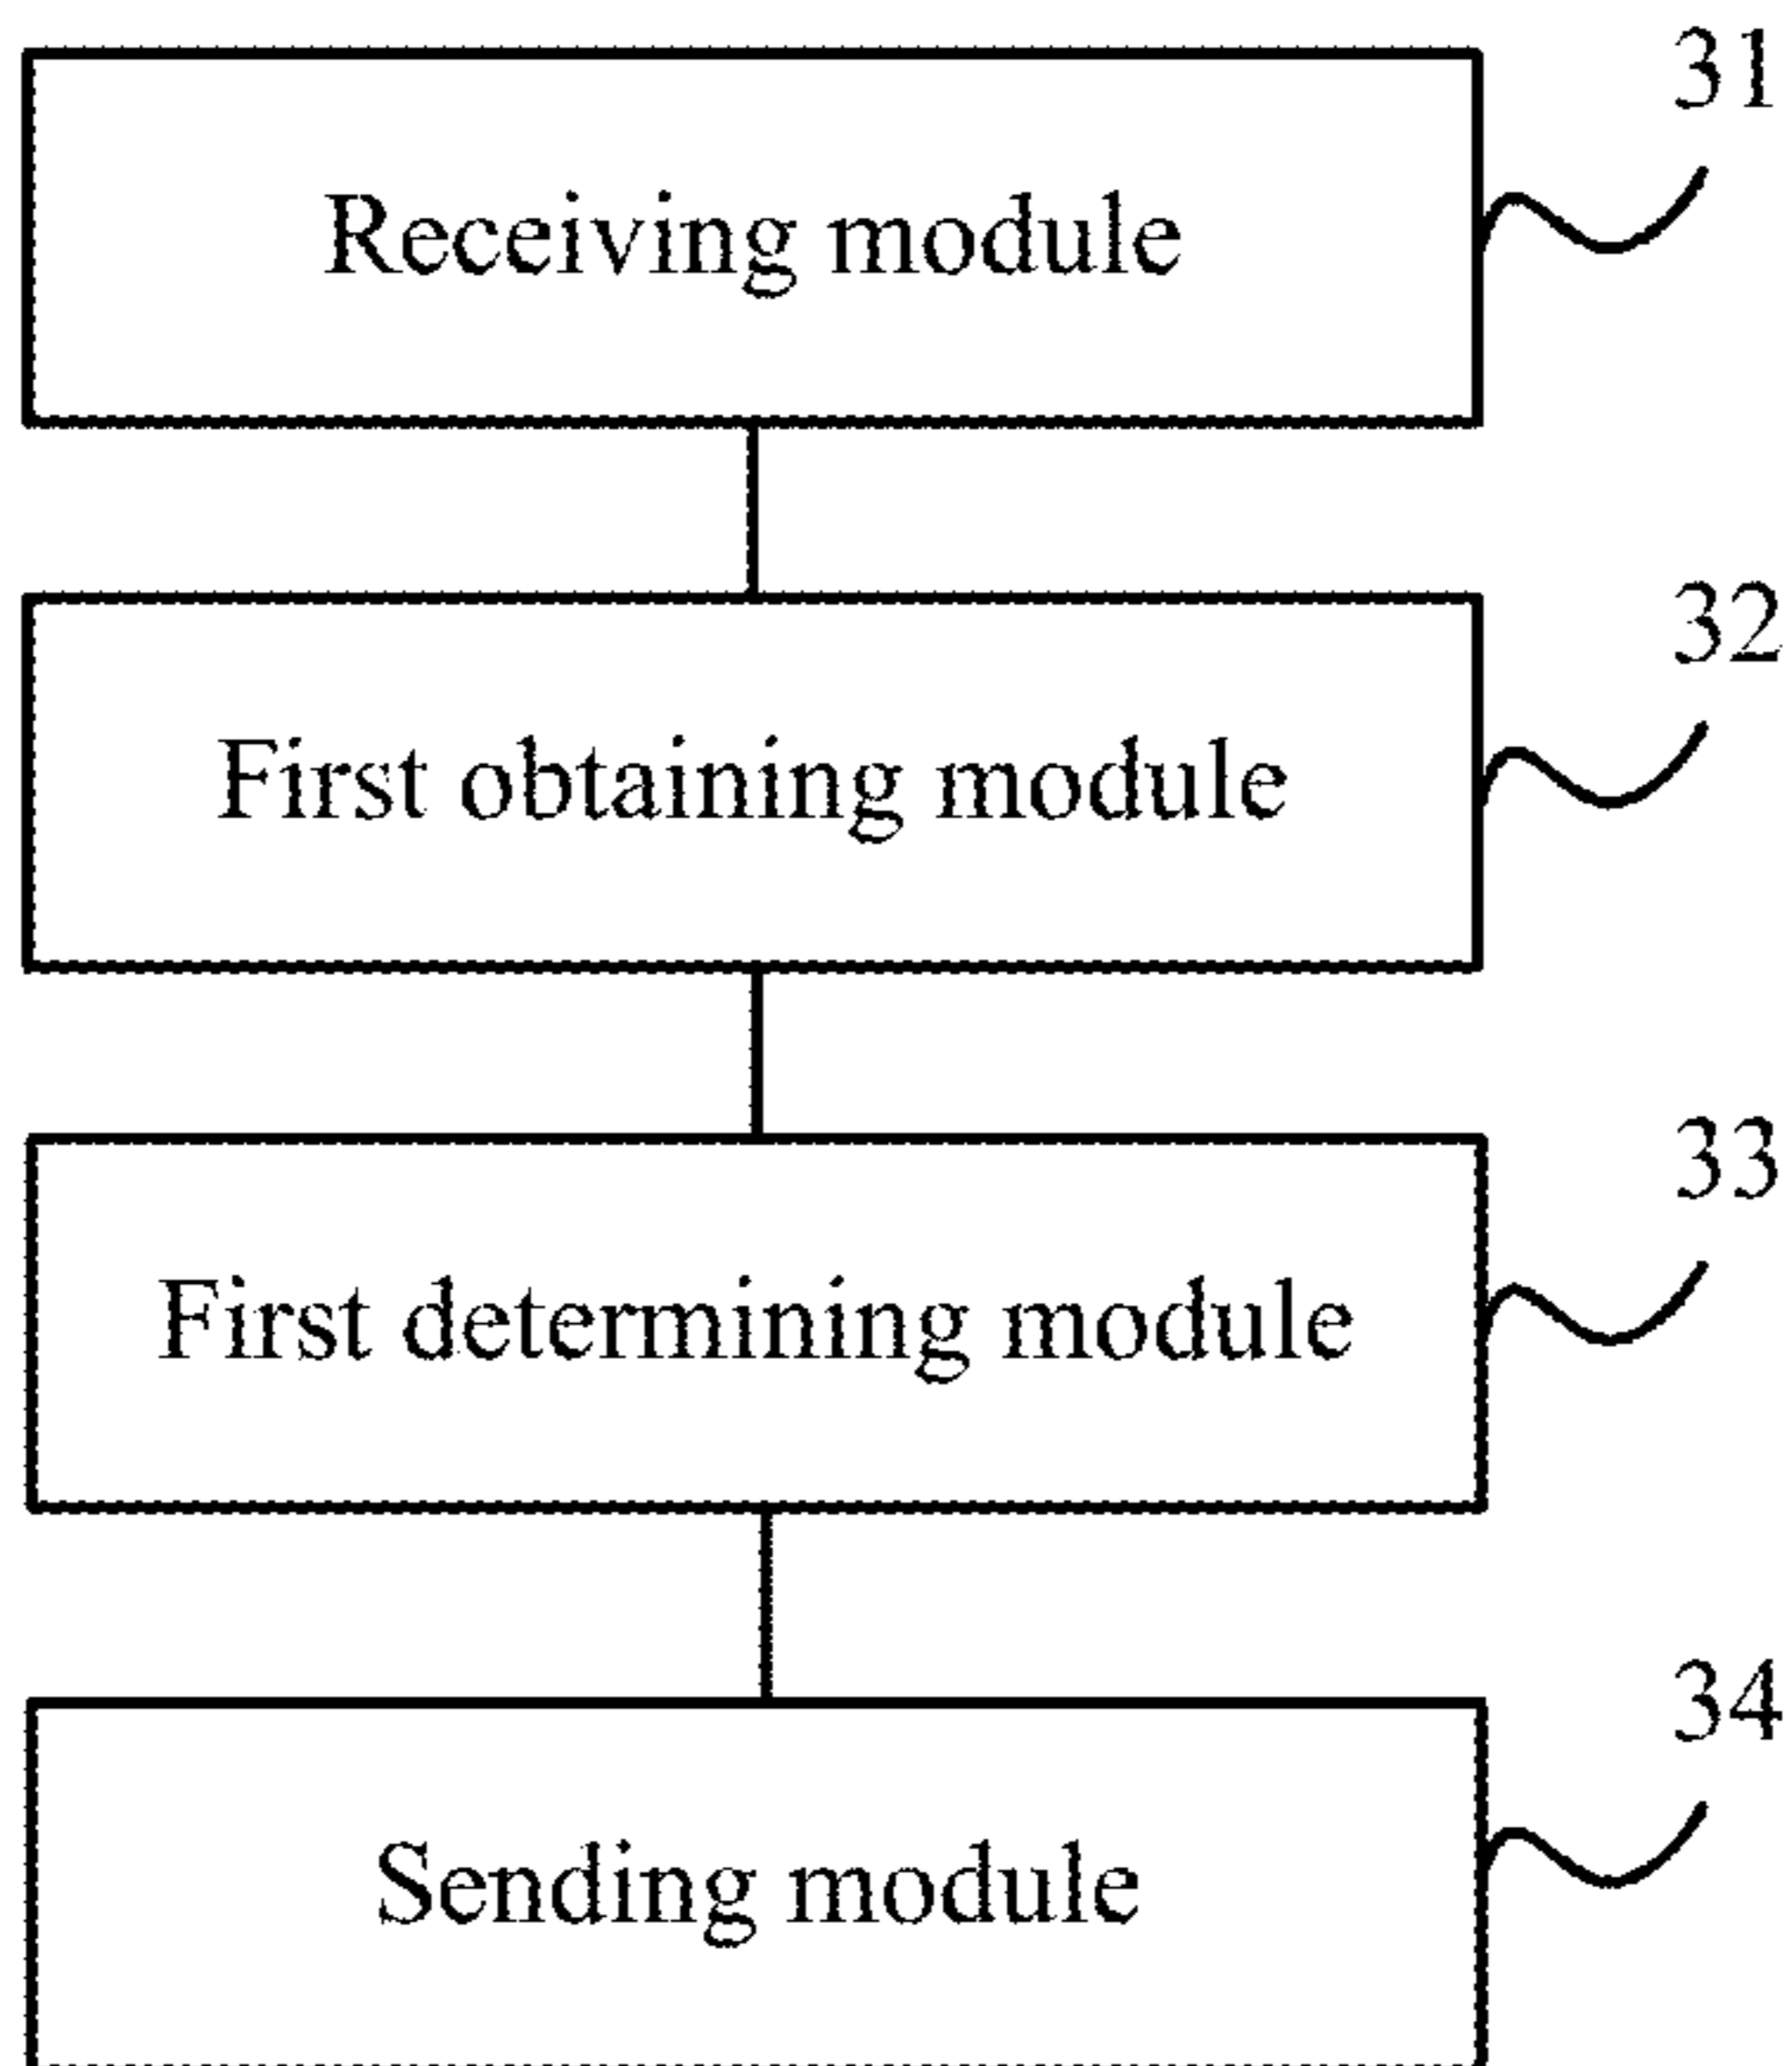 31
Receiving module
32
First obtaining module
33
First determining module
34
Sending module